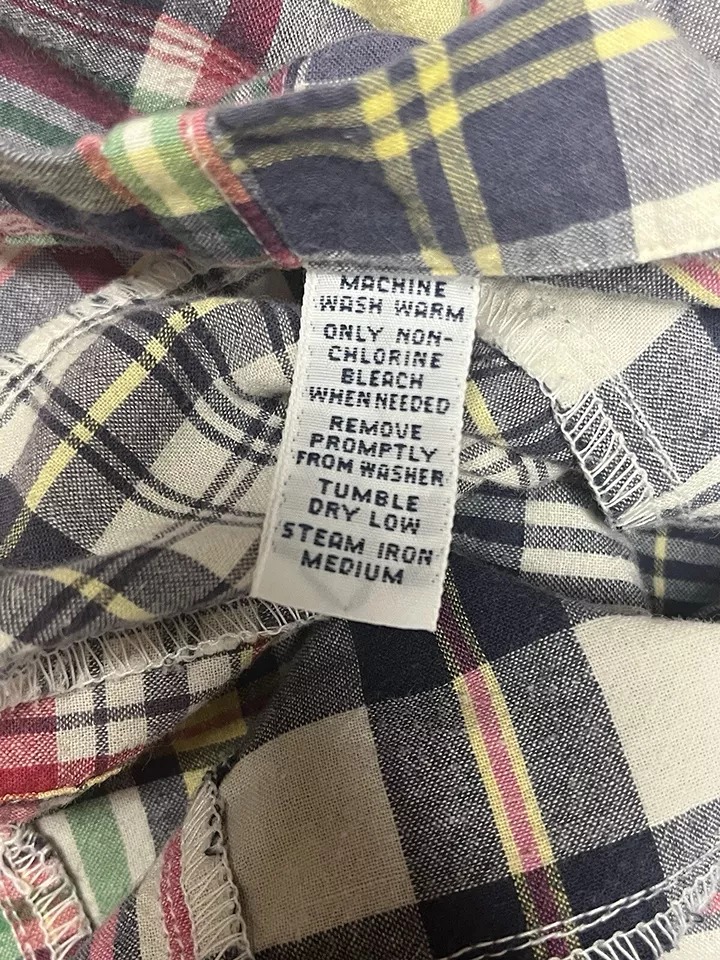 MACHINE
WASH WARM
ONLY NON-
CHLORINE
BLEACH
WHEN NEEDED
REMOVE
PROMPTLY
FROM WASHER
TUMBLE
DRY LOW
STEAM IRON
MEDIUM